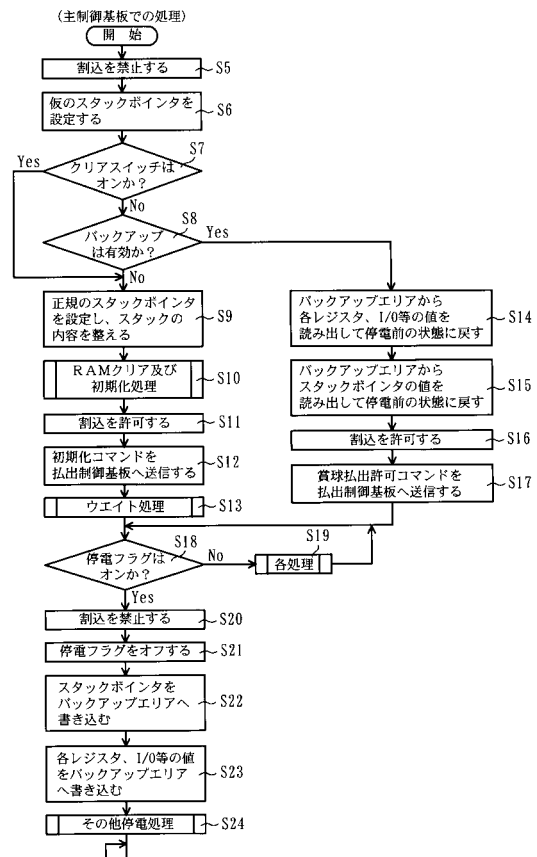 (主制御基板での処理)
開 始
割込を禁止する
S5
仮のスタックポインタを
設定する
S6
クリアスイッチは
オンか?
S7
Yes
No
バックアップ
は有効か?
S8
Yes
No
正規のスタックポインタ
を設定し、スタックの
内容を整える
S9
RAMクリア及び
初期化処理
S10
割込を許可する
S11
初期化コマンドを
払出制御基板へ送信する
S12
ウエイト処理
S13
バックアップエリアから
各レジスタ、I/O等の値を
読み出して停電前の状態に戻す
S14
バックアップエリアから
スタックポインタの値を
読み出して停電前の状態に戻す
S15
割込を許可する
S16
賞球払出許可コマンドを
払出制御基板へ送信する
S17
停電フラグは
オンか?
S18
No
各処理
S19
Yes
割込を禁止する
S20
停電フラグをオフする
S21
スタックポインタを
バックアップエリアへ
書き込む
S22
各レジスタ、I/O等の値
をバックアップエリア
へ書き込む
S23
その他停電処理
S24